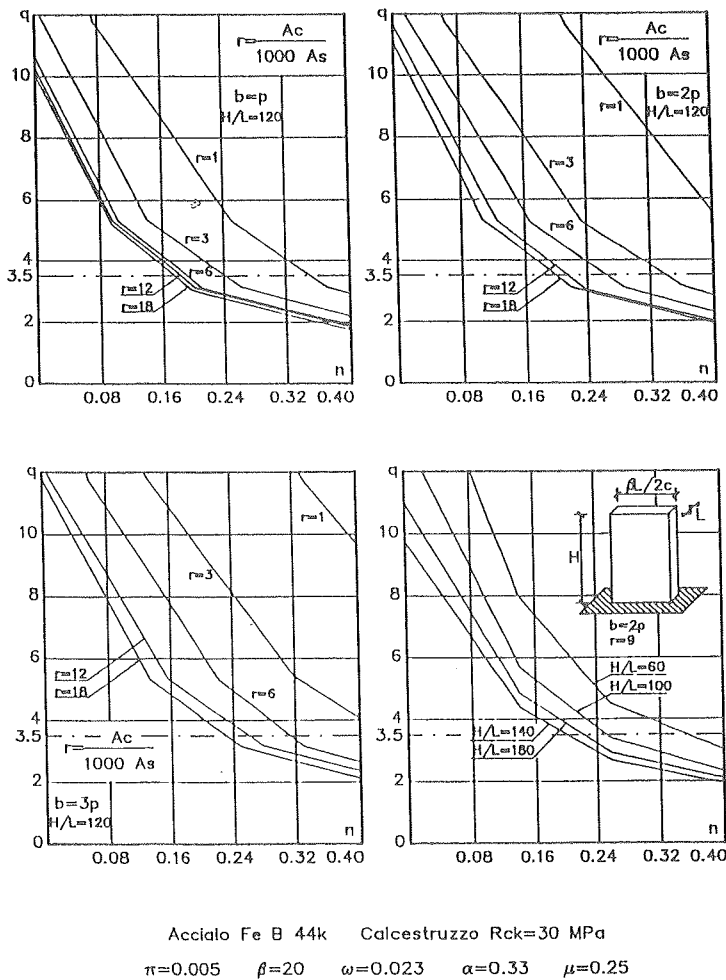 q
r= Ac
1000 As
10
b=p
H/L=120
8
r=1
6
r=3
4
3.5
r=6
r=12
r=18
2
n
0
0.08 0.16 0.24 0.32 0.40
q
r= Ac
1000 As
10
b=2p
H/L=120
r=1
8
r=3
6
r=6
4
3.5
r=12
r=18
2
n
0
0.08 0.16 0.24 0.32 0.40
q
10
r=1
8
r=3
6
r=12
r=18
r=6
4
3.5
r= Ac
1000 As
2
b=3p
H/L=120
n
0
0.08 0.16 0.24 0.32 0.40
q
βL/2c
10
L
H
8
b=2p
r=9
6
H/L=60
H/L=100
4
3.5
H/L=140
H/L=180
2
n
0
0.08 0.16 0.24 0.32 0.40
Acciaio Fe B 44k Calcestruzzo Rck=30 MPa
π=0.005 β=20 ω=0.023 α=0.33 μ=0.25